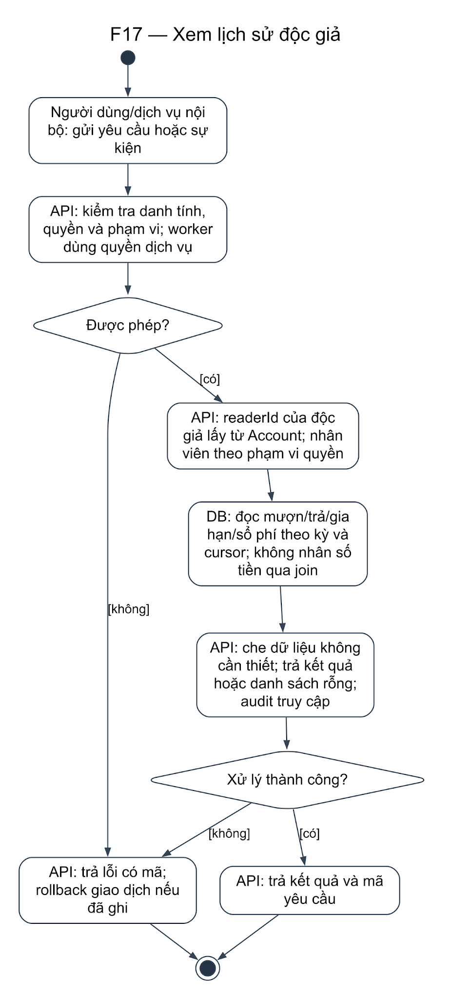 F17 — Xem lịch sử độc giả
Người dùng/dịch vụ nội
bộ: gửi yêu cầu hoặc sự
kiện
API: kiểm tra danh tính,
quyền và phạm vi; worker
dùng quyền dịch vụ
Được phép?
[có]
API: readerId của độc
giả lấy từ Account; nhân
viên theo phạm vi quyền
DB: đọc mượn/trả/gia
hạn/sổ phí theo kỳ và
cursor; không nhân số
tiền qua join
[không]
API: che dữ liệu không
cần thiết; trả kết quả
hoặc danh sách rỗng;
audit truy cập
Xử lý thành công?
[không]
[có]
API: trả lỗi có mã;
rollback giao dịch nếu
đã ghi
API: trả kết quả và mã
yêu cầu